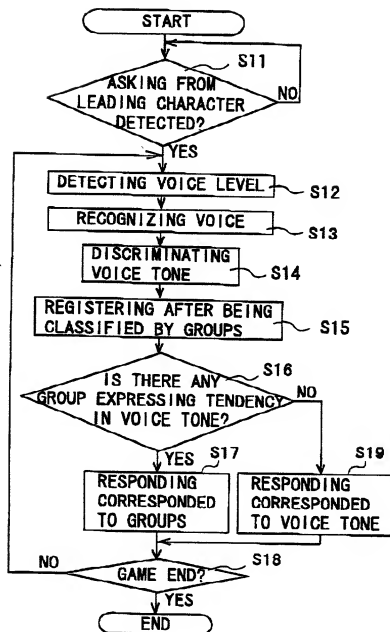 START
S11
ASKING FROM
LEADING CHARACTER
DETECTED?
NO
YES
DETECTING VOICE LEVEL
S12
RECOGNIZING VOICE
S13
DISCRIMINATING
VOICE TONE
S14
REGISTERING AFTER BEING
CLASSIFIED BY GROUPS
S15
S16
IS THERE ANY
GROUP EXPRESSING TENDENCY
IN VOICE TONE?
NO
YES
S17
S19
RESPONDING
CORRESPONDED
TO GROUPS
RESPONDING
CORRESPONDED
TO VOICE TONE
NO
S18
GAME END?
YES
END